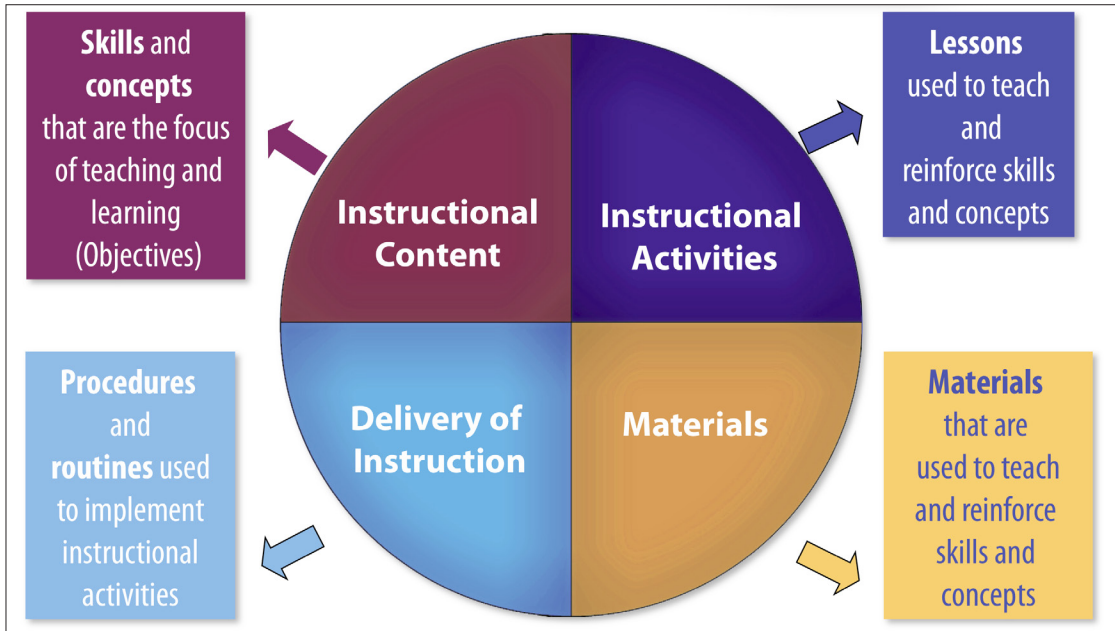 Skills and
concepts
that are the focus
of teaching and
learning
(Objectives)
Instructional
Content
Instructional
Activities
Lessons
used to teach
and
reinforce skills
and concepts
Procedures
and
routines used
to implement
instructional
activities
Delivery of
Instruction
Materials
Materials
that are
used to teach
and reinforce
skills and
concepts